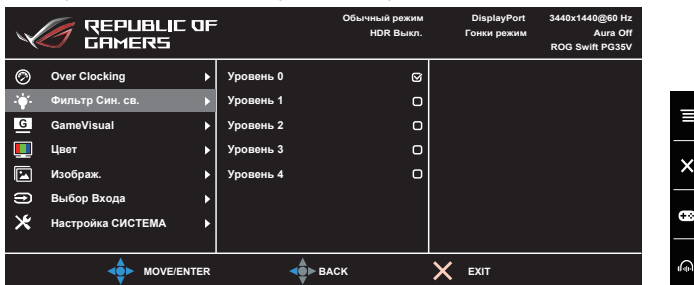 REPUBLIC OF
GAMERS
Обычный режим
HDR Выкл.
DisplayPort
Гонки режим
3440x1440@60 Hz
Aura Off
ROG Swift PG35V
Over Clocking
Фильтр Син. св.
G GameVisual
Цвет
Изображ.
Выбор Входа
Настройка СИСТЕМА
Уровень 0
Уровень 1
Уровень 2
Уровень 3
Уровень 4
MOVE/ENTER
BACK
EXIT